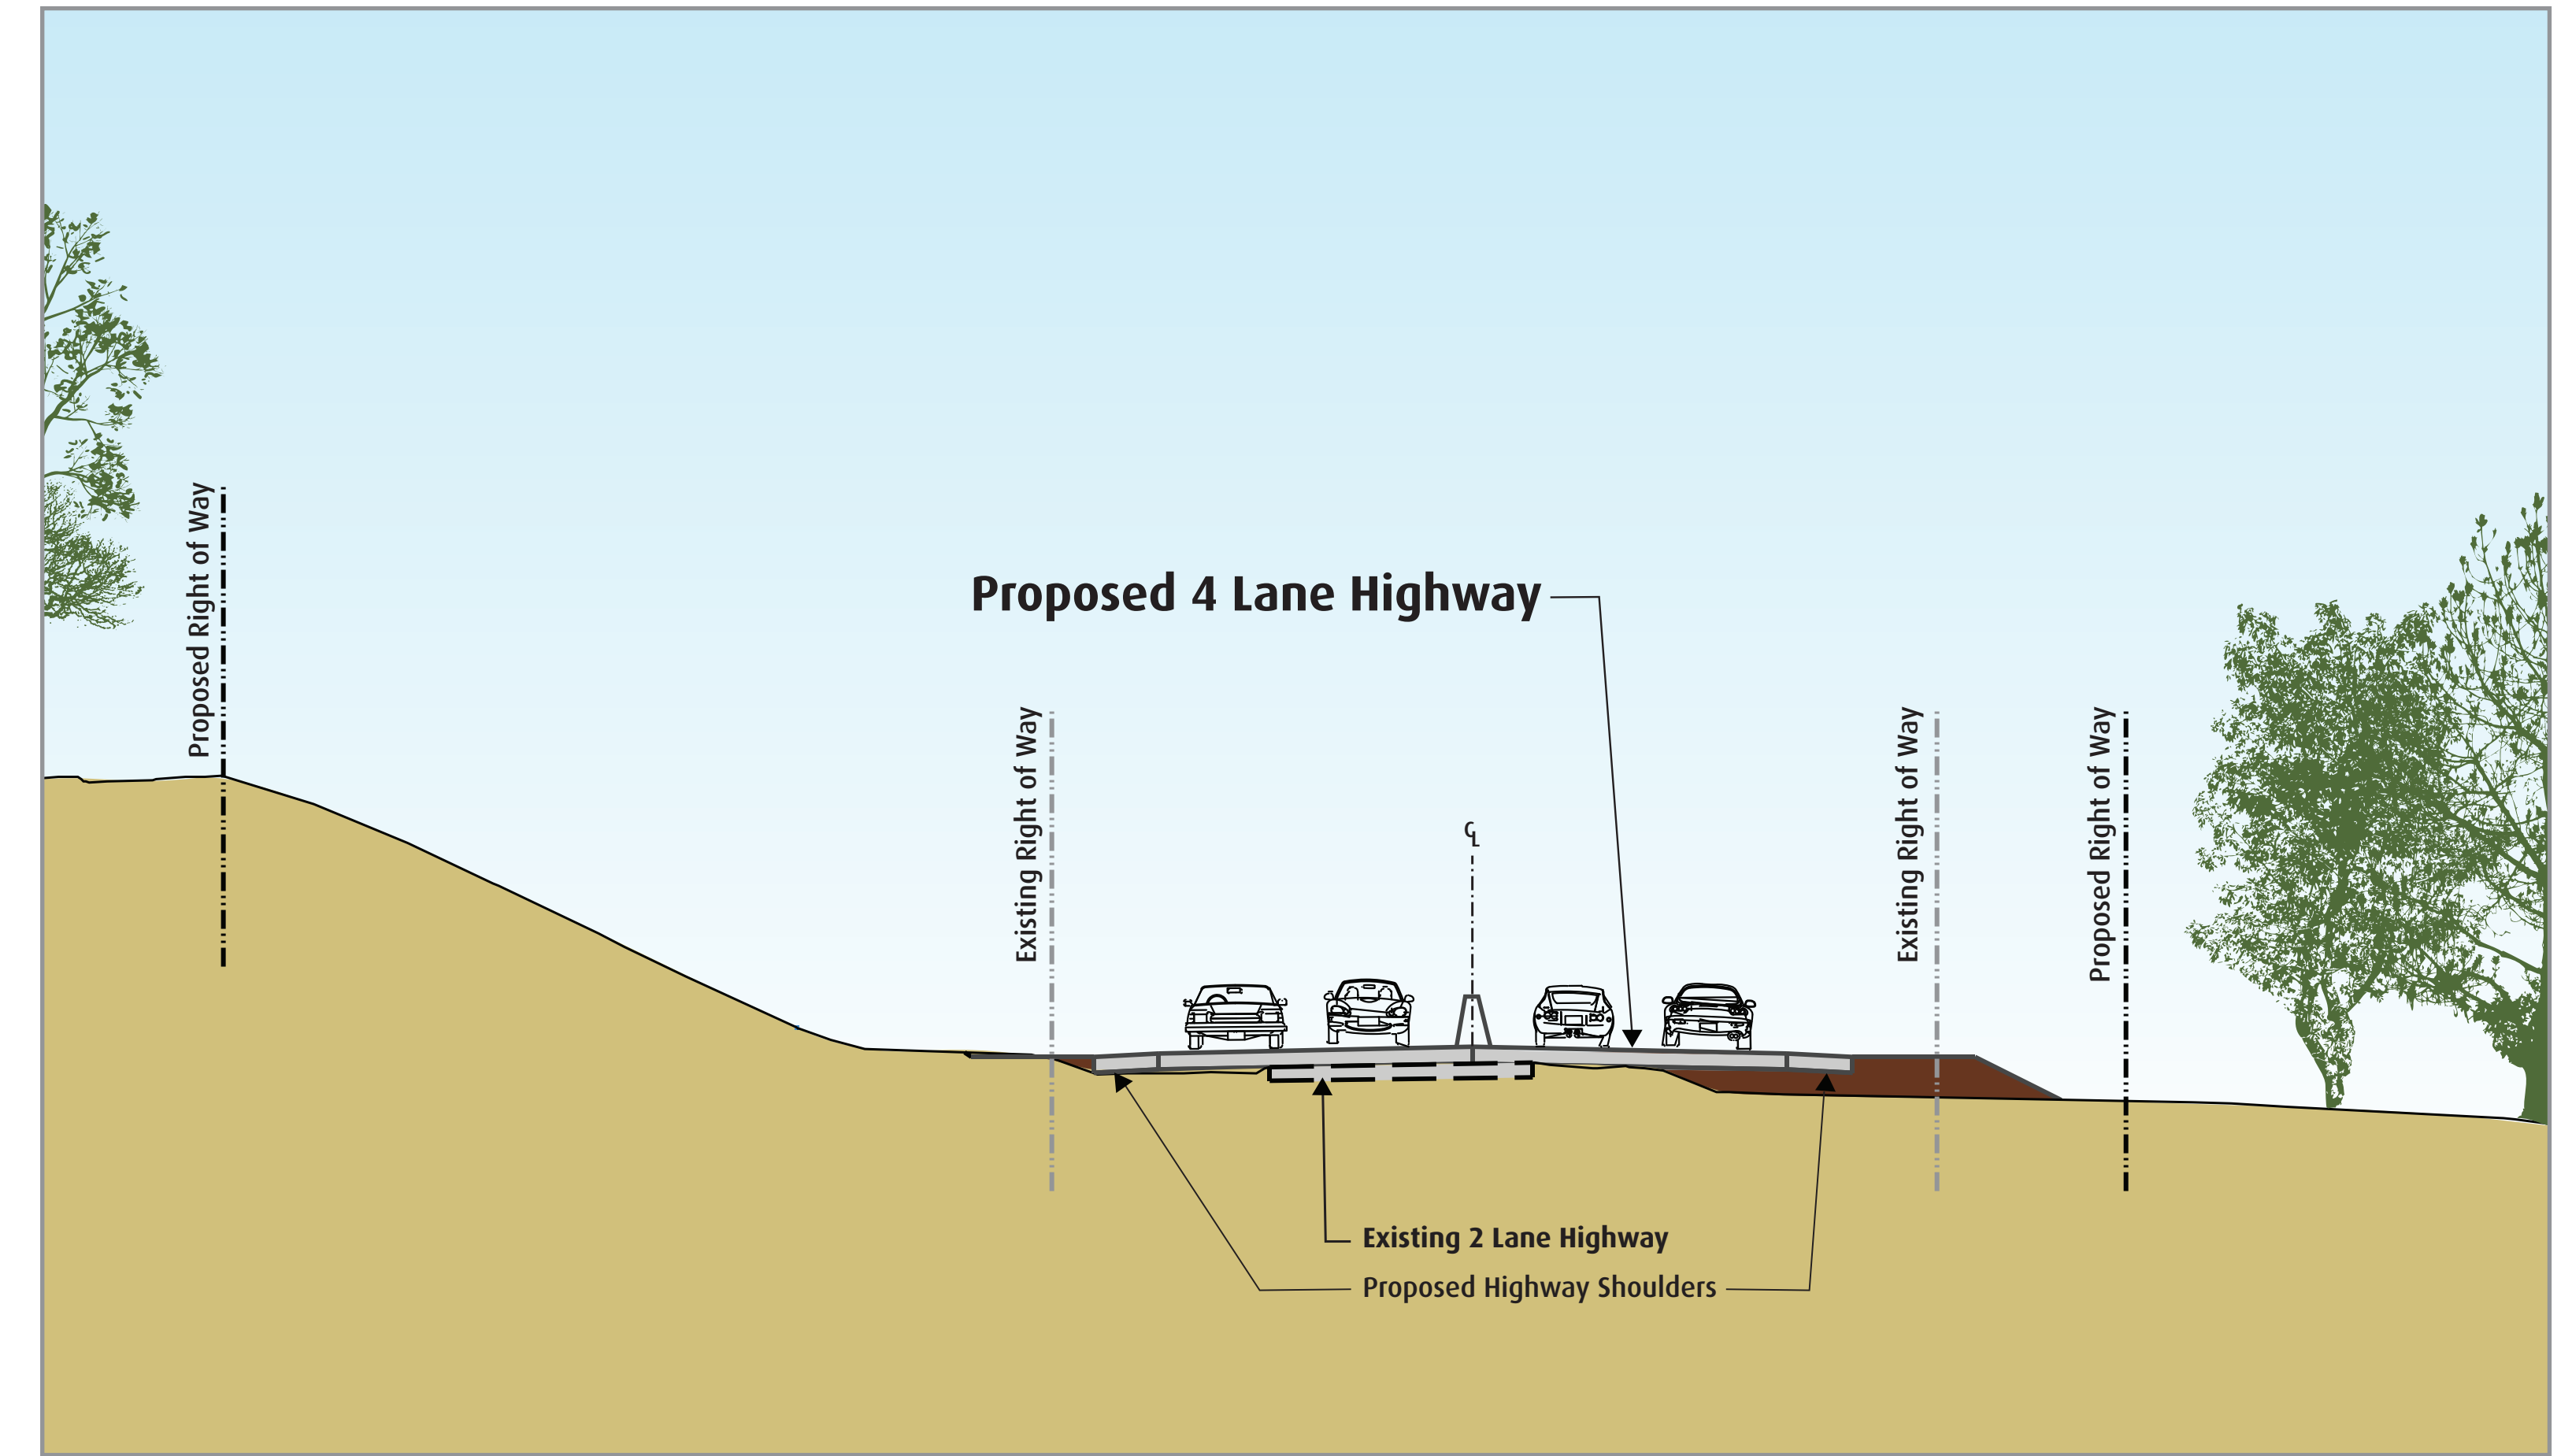 Proposed Right of Way
Proposed 4 Lane Highway
Existing Right of Way
℄
Existing Right of Way
Proposed Right of Way
Existing 2 Lane Highway
Proposed Highway Shoulders